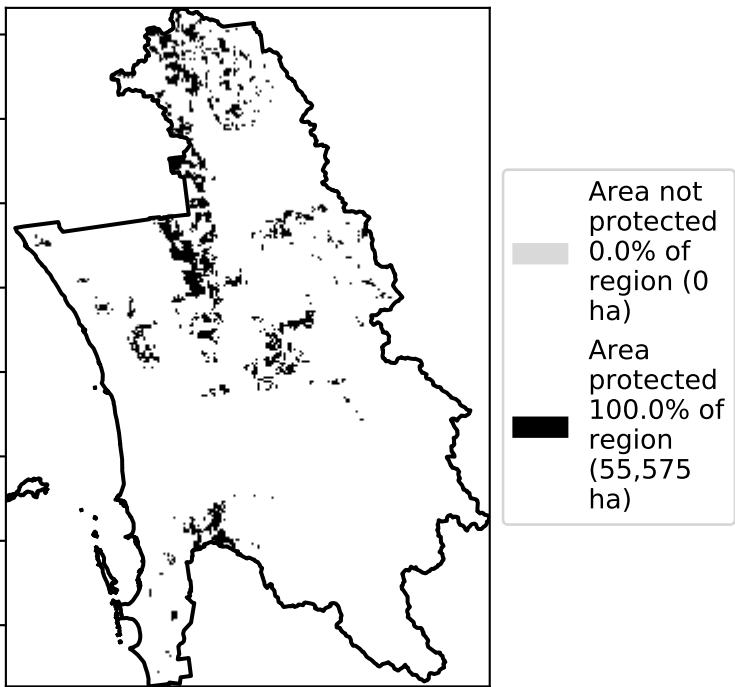 Area not
protected
0.0% of
region (0
ha)
Area
protected
100.0% of
region
(55,575
ha)